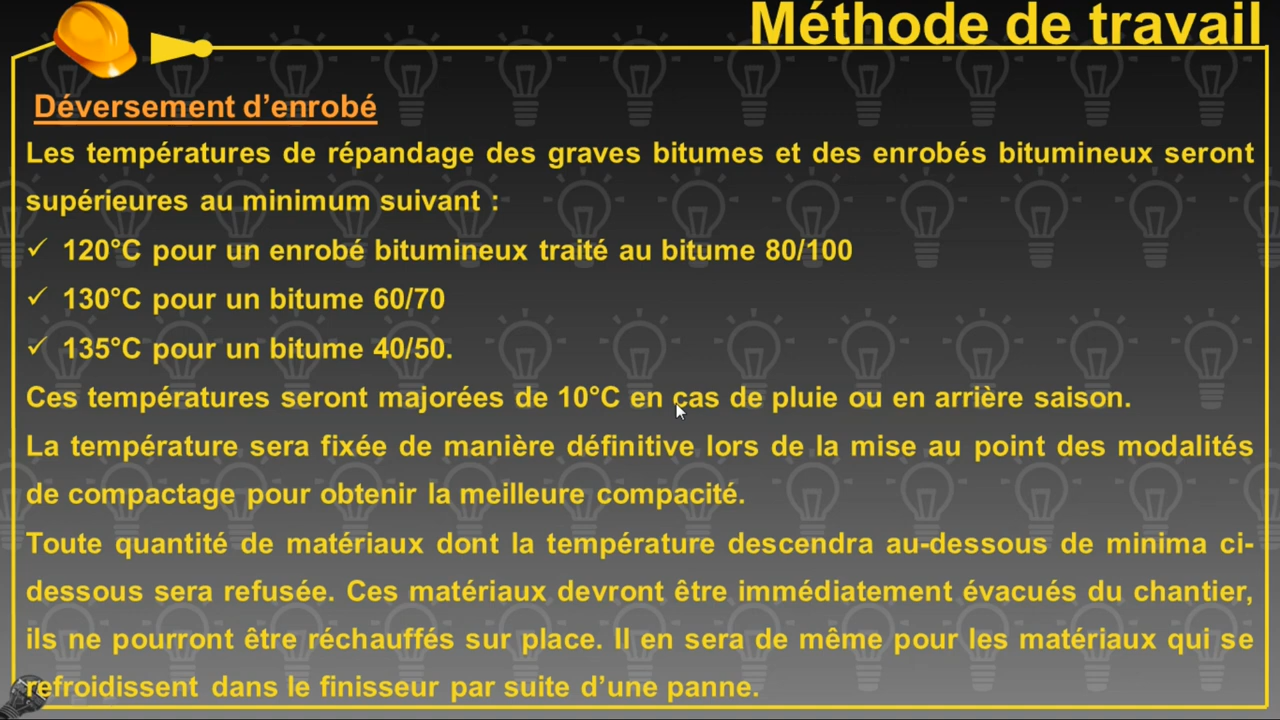 Méthode de travail
Déversement d’enrobé
Les températures de répandage des graves bitumes et des enrobés bitumineux seront
supérieures au minimum suivant :
✓ 120°C pour un enrobé bitumineux traité au bitume 80/100
✓ 130°C pour un bitume 60/70
✓ 135°C pour un bitume 40/50.
Ces températures seront majorées de 10°C en cas de pluie ou en arrière saison.
La température sera fixée de manière définitive lors de la mise au point des modalités
de compactage pour obtenir la meilleure compacité.
Toute quantité de matériaux dont la température descendra au-dessous de minima ci-
dessous sera refusée. Ces matériaux devront être immédiatement évacués du chantier,
ils ne pourront être réchauffés sur place. Il en sera de même pour les matériaux qui se
refroidissent dans le finisseur par suite d’une panne.